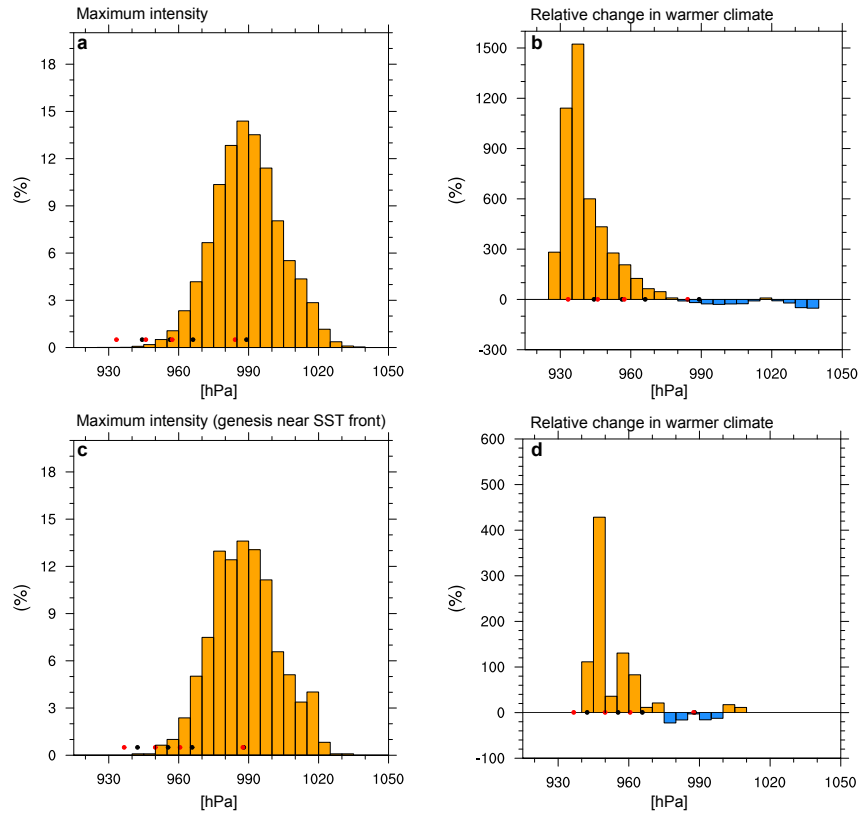 Maximum intensity
a
18
15
12
9
6
3
0
(%)
930 960 990 1020 1050
[hPa]
Relative change in warmer climate
b
1500
1200
900
600
300
0
-300
(%)
930 960 990 1020 1050
[hPa]
Maximum intensity (genesis near SST front)
c
18
15
12
9
6
3
0
(%)
930 960 990 1020 1050
[hPa]
Relative change in warmer climate
d
600
500
400
300
200
100
0
-100
(%)
930 960 990 1020 1050
[hPa]